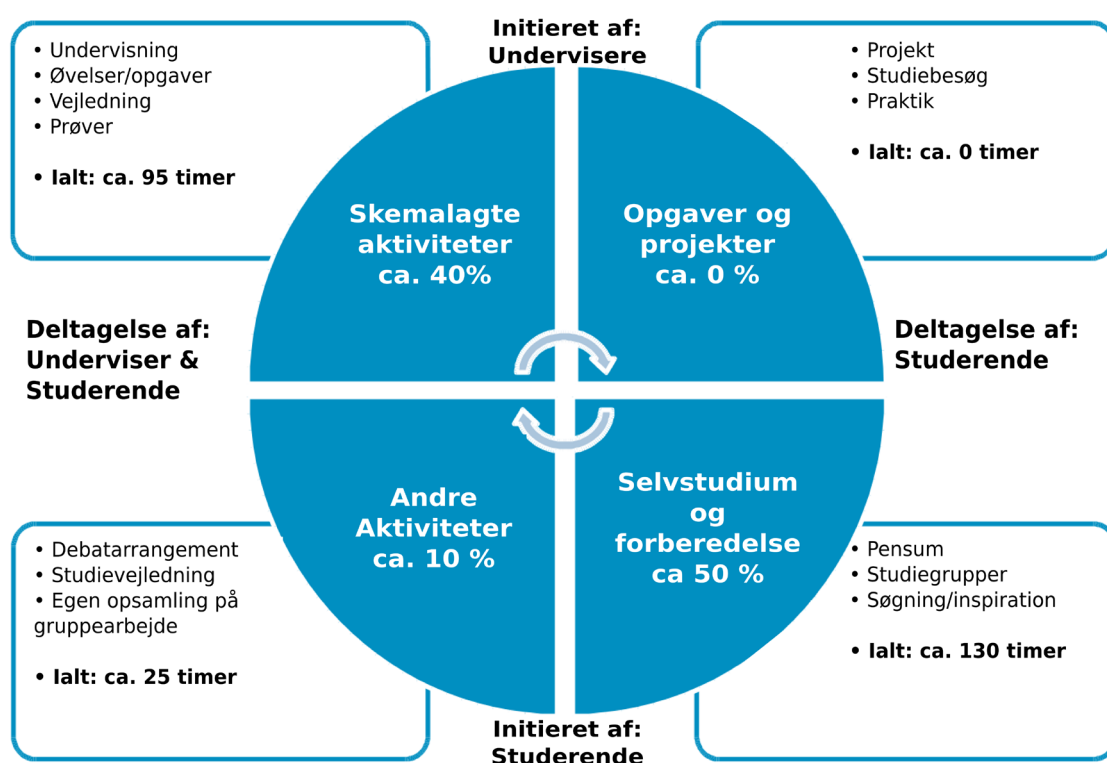 Initieret af:
Undervisere
• Undervisning
• Øvelser/opgaver
• Vejledning
• Prøver
• Ialt: ca. 95 timer
• Projekt
• Studiebesøg
• Praktik
• Ialt: ca. 0 timer
Skemalagte
aktiviteter
ca. 40%
Opgaver og
projekter
ca. 0 %
Deltagelse af:
Underviser &
Studerende
Deltagelse af:
Studerende
Andre
Aktiviteter
ca. 10 %
Selvstudium
og
forberedelse
ca 50 %
• Debatarrangement
• Studievejledning
• Egen opsamling på
gruppearbejde
• Ialt: ca. 25 timer
• Pensum
• Studiegrupper
• Søgning/inspiration
• Ialt: ca. 130 timer
Initieret af:
Studerende